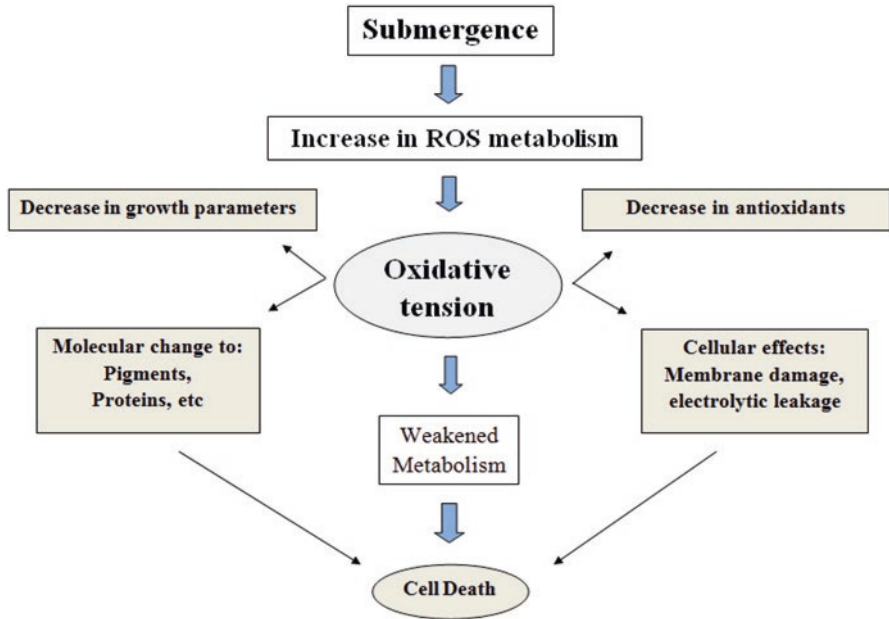 Submergence
Increase in ROS metabolism
Decrease in growth parameters
Decrease in antioxidants
Oxidative
tension
Molecular change to:
Pigments,
Proteins, etc
Cellular effects:
Membrane damage,
electrolytic leakage
Weakened
Metabolism
Cell Death